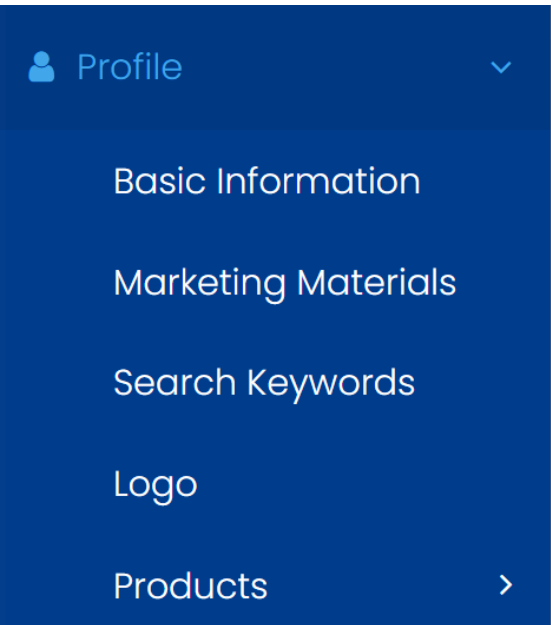 Profile
Basic Information
Marketing Materials
Search Keywords
Logo
Products